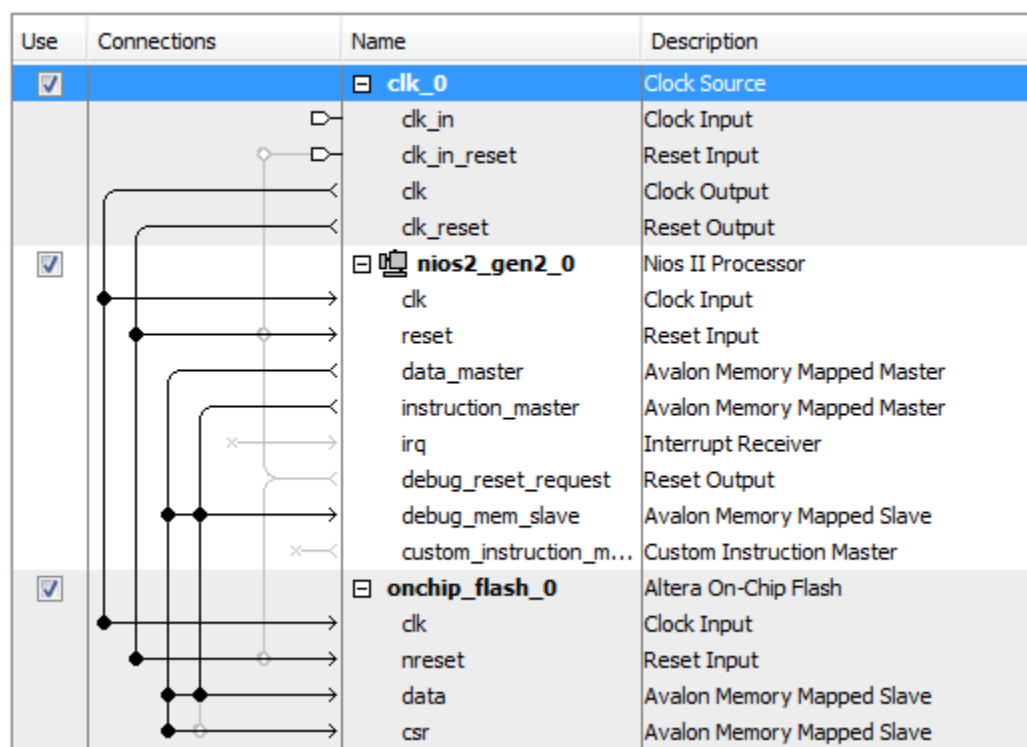 Use Connections Name Description
clk_0 Clock Source
clk_in Clock Input
clk_in_reset Reset Input
clk Clock Output
clk_reset Reset Output
nios2_gen2_0 Nios II Processor
clk Clock Input
reset Reset Input
data_master Avalon Memory Mapped Master
instruction_master Avalon Memory Mapped Master
irq Interrupt Receiver
debug_reset_request Reset Output
debug_mem_slave Avalon Memory Mapped Slave
custom_instruction_m... Custom Instruction Master
onchip_flash_0 Altera On-Chip Flash
clk Clock Input
nreset Reset Input
data Avalon Memory Mapped Slave
csr Avalon Memory Mapped Slave